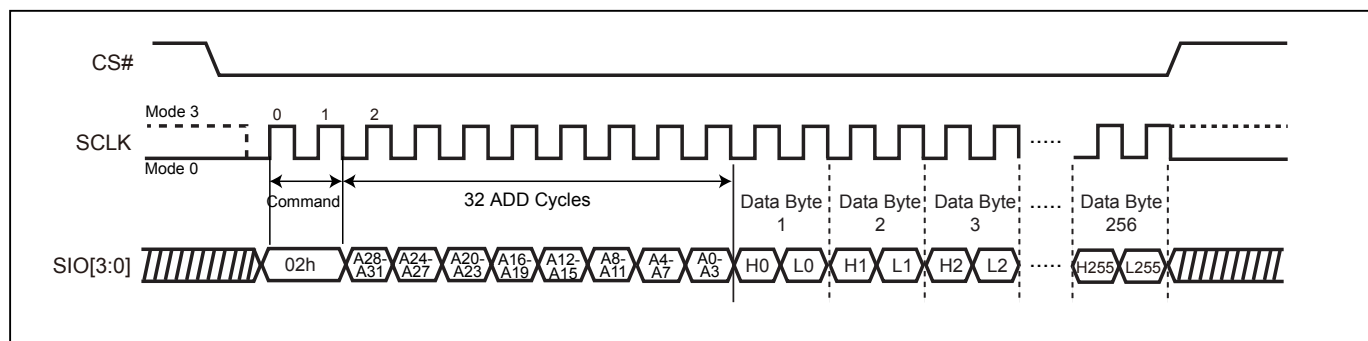 CS#
Mode 3
0 1 2
SCLK
.....
Mode 0
Command
32 ADD Cycles
Data Byte
1
Data Byte
2
Data Byte
3
.....
Data Byte
256
SIO[3:0]
02h
A28-
A31
A24-
A27
A20-
A23
A16-
A19
A12-
A15
A8-
A11
A4-
A7
A0-
A3
H0 L0 H1 L1 H2 L2 ..... H255 L255